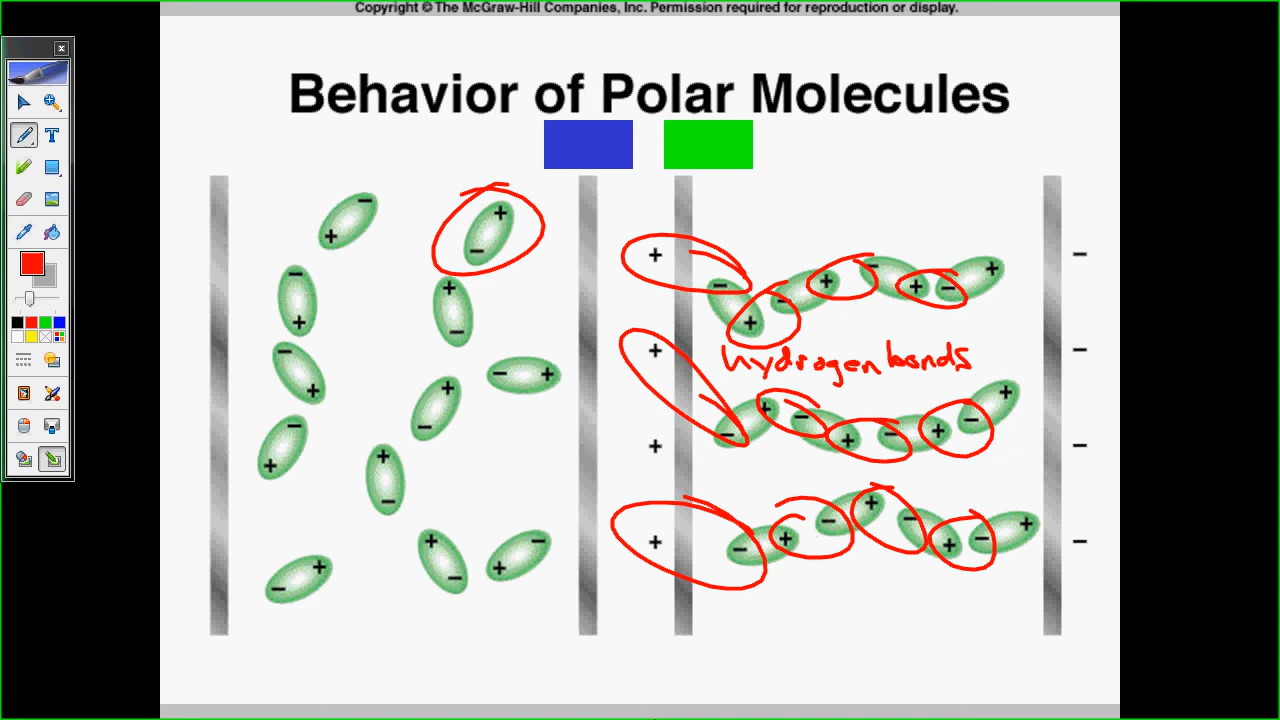 Copyright © The McGraw-Hill Companies, Inc. Permission required for reproduction or display.
Behavior of Polar Molecules
hydrogen bonds